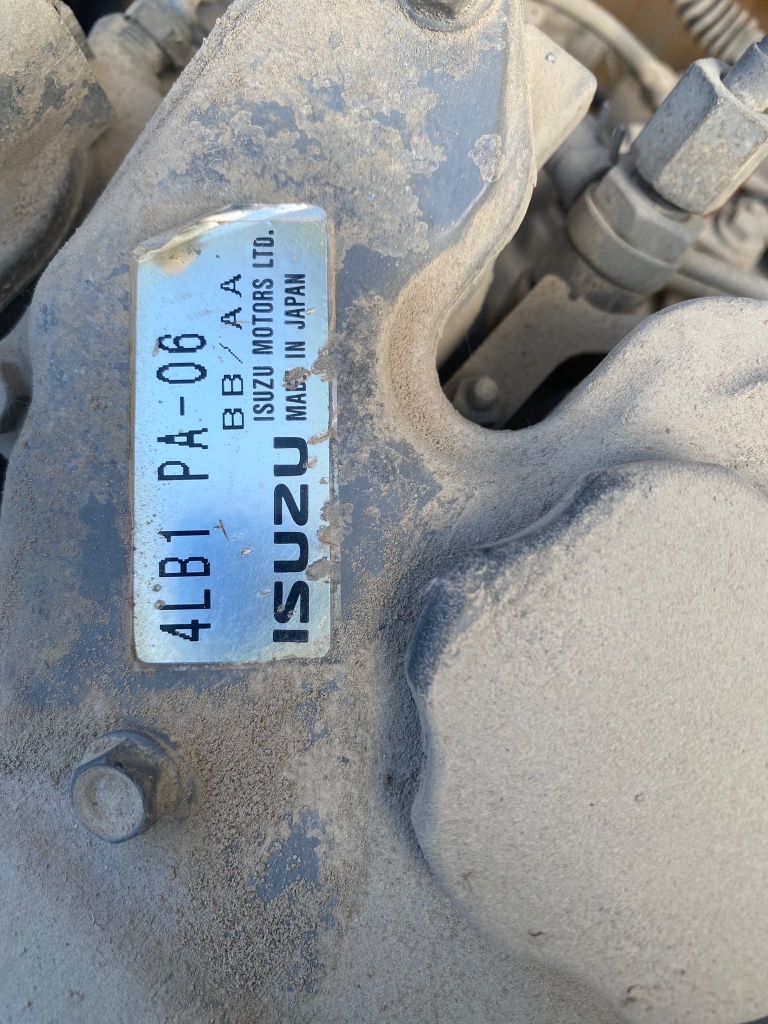 4LB1 PA-06
BB/AA
ISUZU ISUZU MOTORS LTD.
MADE IN JAPAN